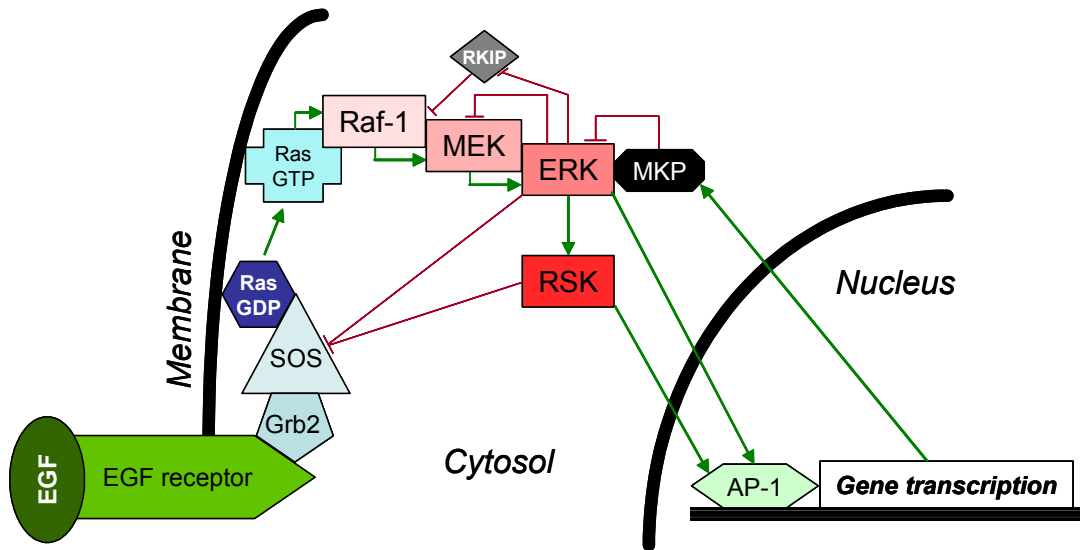 RKIP
Raf-1
MEK
Ras
GTP
ERK
MKP
Membrane
Ras
GDP
RSK
Nucleus
SOS
Grb2
Cytosol
EGF
EGF receptor
AP-1
Gene transcription